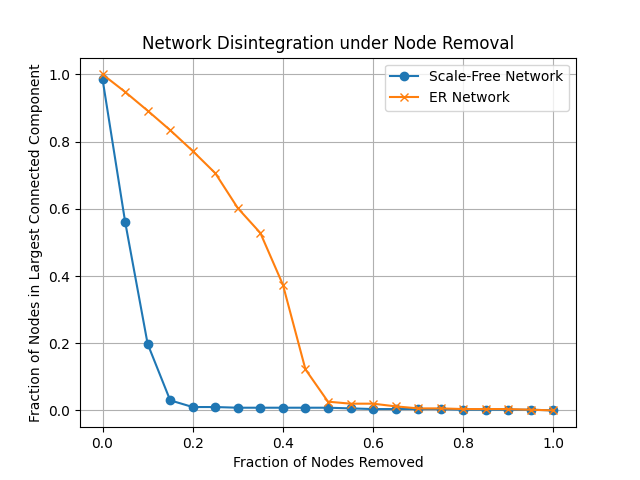 Network Disintegration under Node Removal
Scale-Free Network
ER Network
Fraction of Nodes in Largest Connected Component
1.0
0.8
0.6
0.4
0.2
0.0
0.0 0.2 0.4 0.6 0.8 1.0
Fraction of Nodes Removed